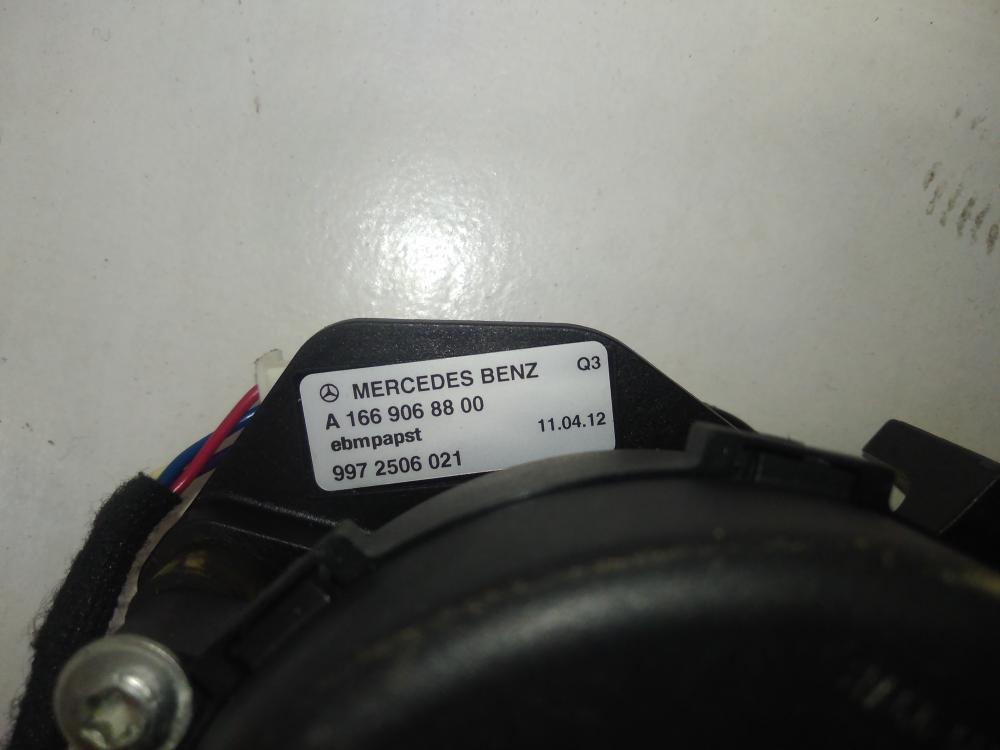 MERCEDES BENZ Q3
A 166 906 88 00
ebmpapst 11.04.12
997 2506 021